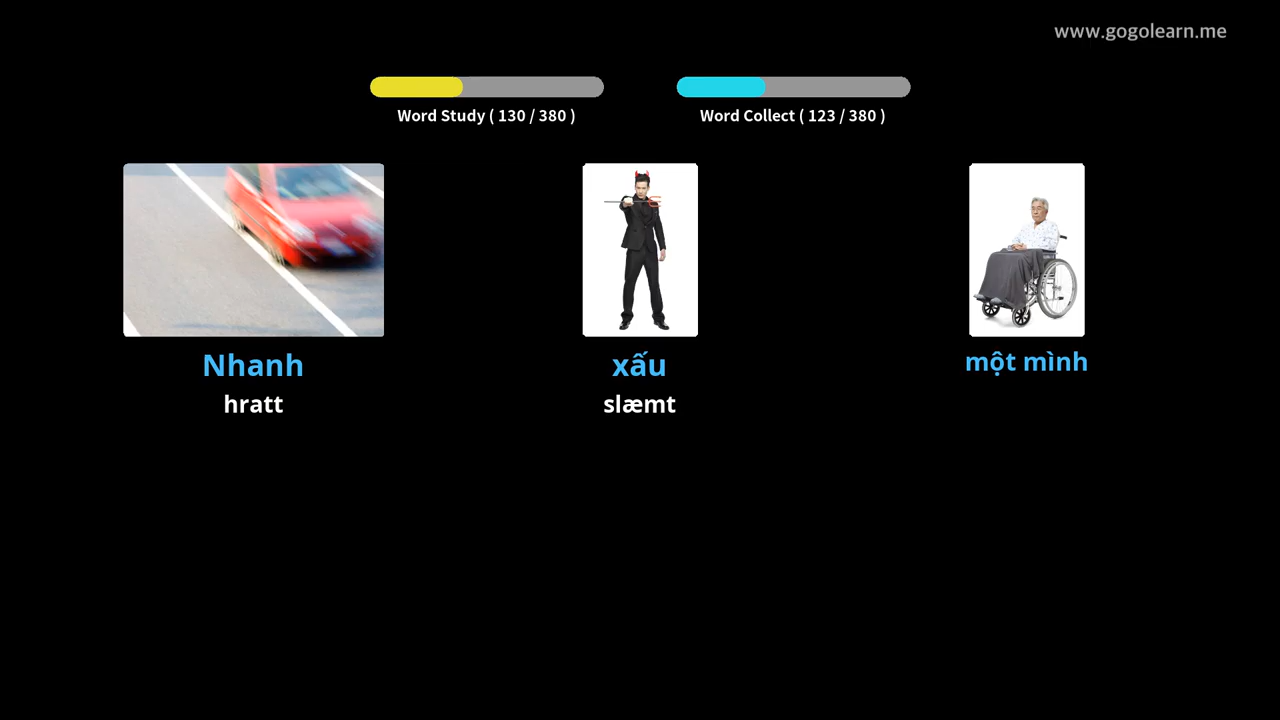 www.gogolearn.me
Word Study ( 130 / 380 )
Word Collect ( 123 / 380 )
Nhanh
hratt
xấu
slæmt
một mình